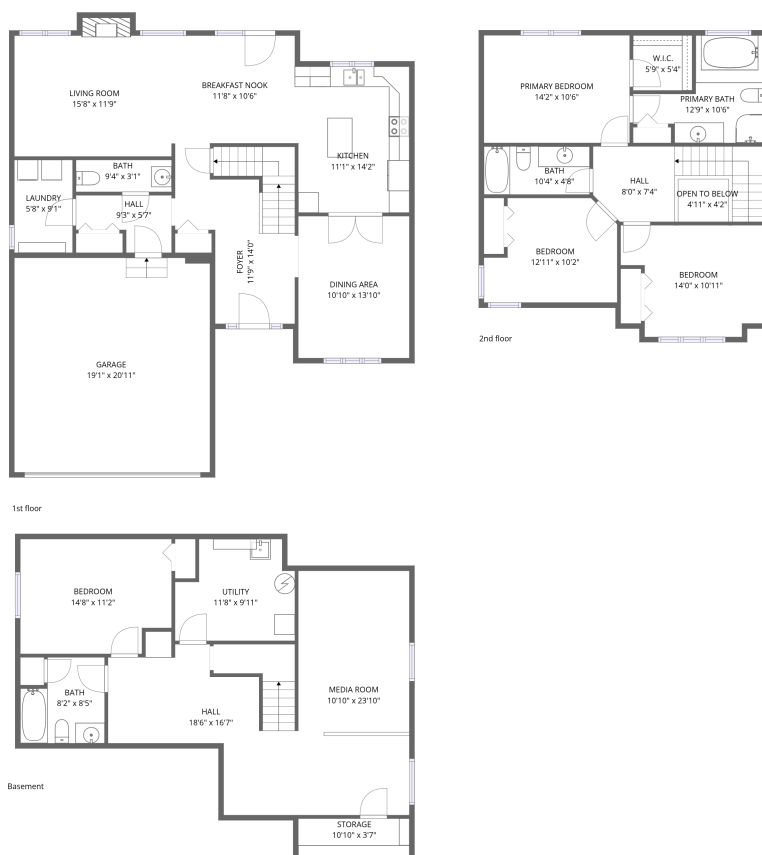 LIVING ROOM
15'8" x 11'9"
BREAKFAST NOOK
11'8" x 10'6"
KITCHEN
11'1" x 14'2"
BATH
9'4" x 3'1"
LAUNDRY
5'8" x 9'1"
HALL
9'3" x 5'7"
FOYER
11'9" x 14'0"
DINING AREA
10'10" x 13'10"
GARAGE
19'1" x 20'11"
1st floor
PRIMARY BEDROOM
14'2" x 10'6"
W.I.C.
5'9" x 5'4"
PRIMARY BATH
12'9" x 10'6"
BATH
10'4" x 4'8"
HALL
8'0" x 7'4"
OPEN TO BELOW
4'11" x 4'2"
BEDROOM
12'11" x 10'2"
BEDROOM
14'0" x 10'11"
2nd floor
BEDROOM
14'8" x 11'2"
UTILITY
11'8" x 9'11"
BATH
8'2" x 8'5"
HALL
18'6" x 16'7"
MEDIA ROOM
10'10" x 23'10"
STORAGE
10'10" x 3'7"
Basement